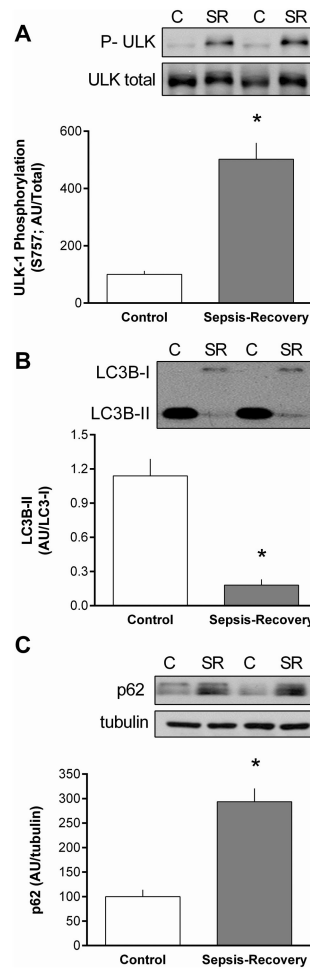 A
C SR C SR
P- ULK
ULK total
*
600
400
200
0
ULK-1 Phosphorylation
(S757; AU/Total)
Control Sepsis-Recovery
B
C SR C SR
LC3B-I
LC3B-II
1.5
1.2
0.9
0.6
0.3
0.0
LC3B-II
(AU/LC3-I)
*
Control Sepsis-Recovery
C
C SR C SR
p62
tubulin
*
350
300
250
200
150
100
50
0
p62 (AU/tubulin)
Control Sepsis-Recovery